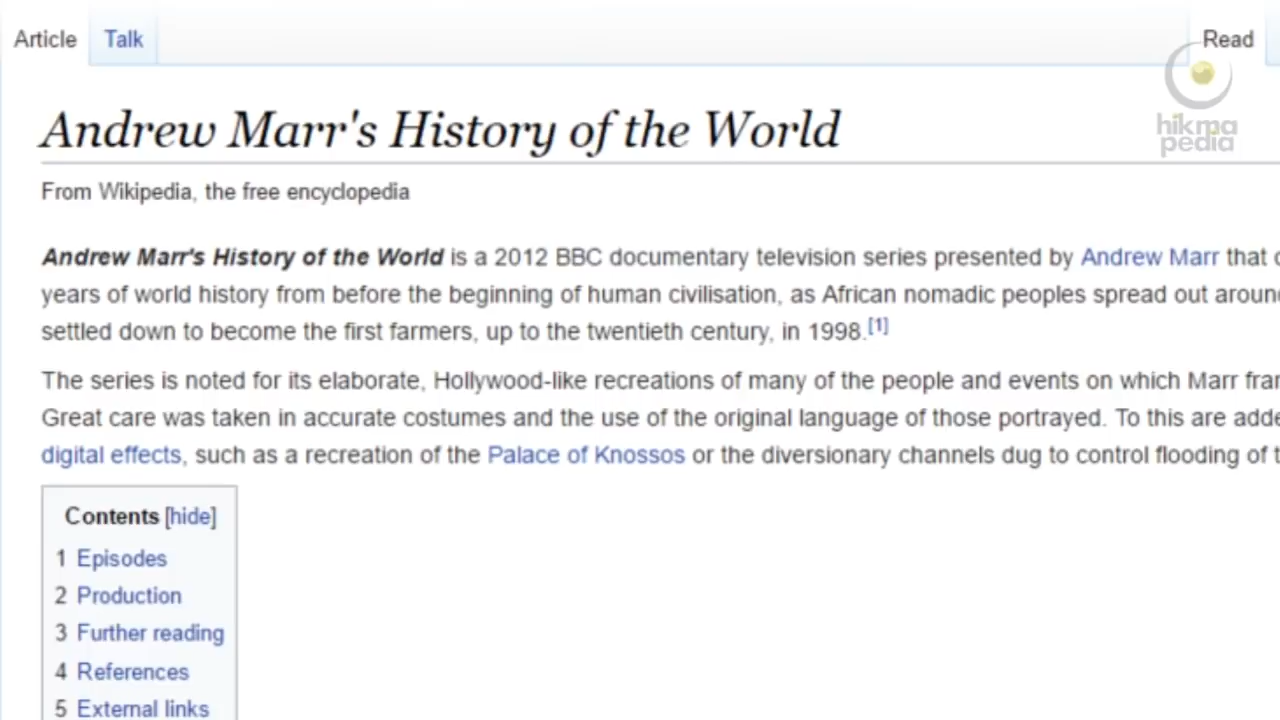 Article Talk Read
hikma
pedia
Andrew Marr's History of the World
From Wikipedia, the free encyclopedia
Andrew Marr's History of the World is a 2012 BBC documentary television series presented by Andrew Marr that
years of world history from before the beginning of human civilisation, as African nomadic peoples spread out
settled down to become the first farmers, up to the twentieth century, in 1998.[1]
The series is noted for its elaborate, Hollywood-like recreations of many of the people and events on which Marr
Great care was taken in accurate costumes and the use of the original language of those portrayed. To this are
digital effects, such as a recreation of the Palace of Knossos or the diversionary channels dug to control flooding of
Contents [hide]
1 Episodes
2 Production
3 Further reading
4 References
5 External links